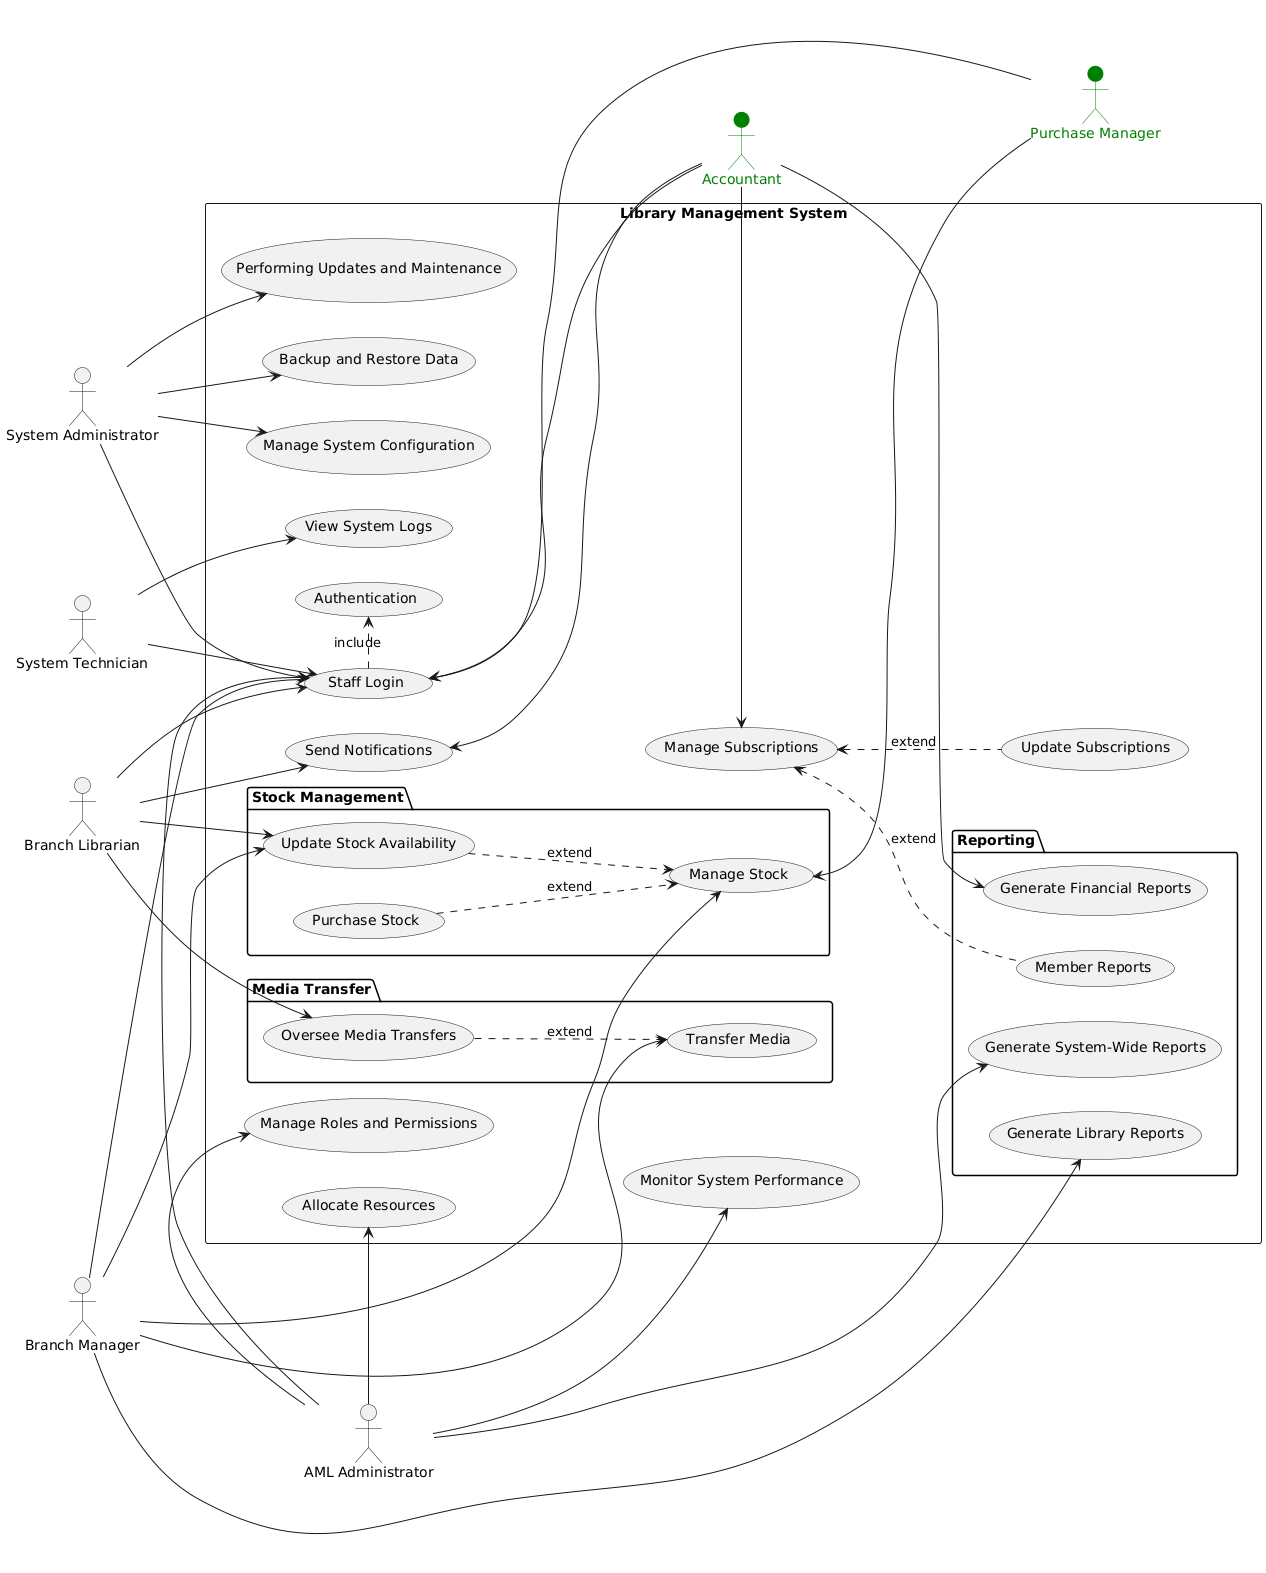 Purchase Manager
Accountant
Library Management System
Performing Updates and Maintenance
Backup and Restore Data
System Administrator
Manage System Configuration
View System Logs
Authentication
include
System Technician
Staff Login
Send Notifications
Manage Subscriptions
extend
Update Subscriptions
Stock Management
Branch Librarian
Update Stock Availability
extend
Manage Stock
extend
Purchase Stock
extend
Reporting
Generate Financial Reports
Member Reports
Media Transfer
Oversee Media Transfers
extend
Transfer Media
Generate System-Wide Reports
Manage Roles and Permissions
Generate Library Reports
Monitor System Performance
Allocate Resources
Branch Manager
AML Administrator